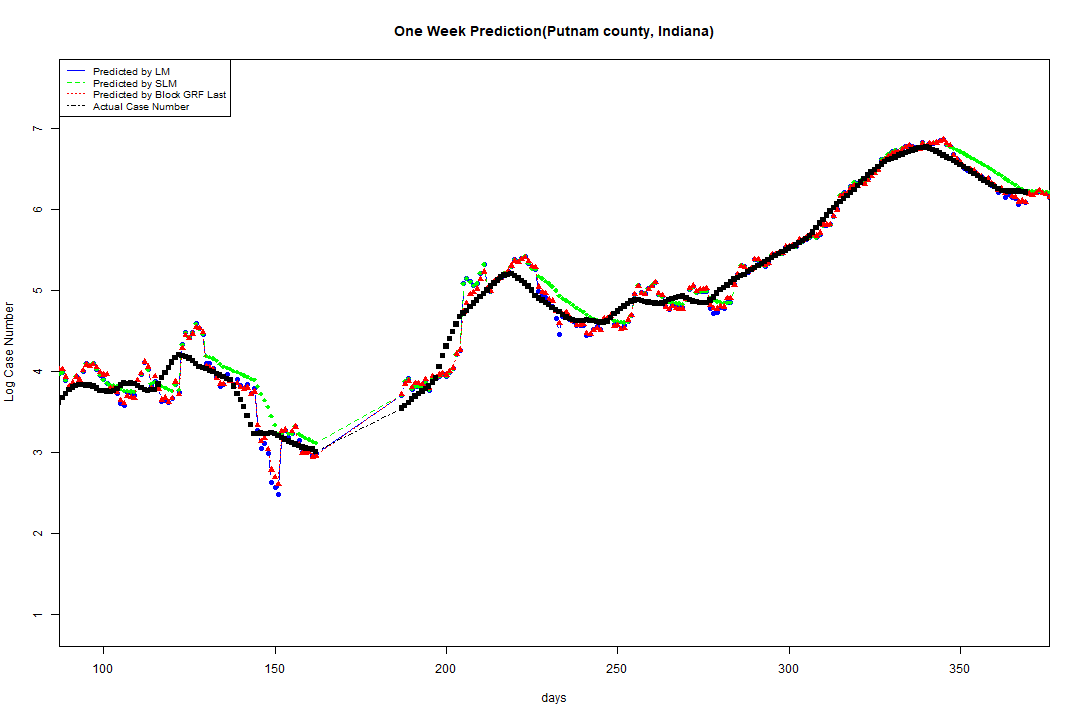 One Week Prediction(Putnam county, Indiana)
Predicted by LM
Predicted by SLM
Predicted by Block GRF Last
Actual Case Number
Log Case Number
7
6
5
4
3
2
1
100 150 200 250 300 350
days